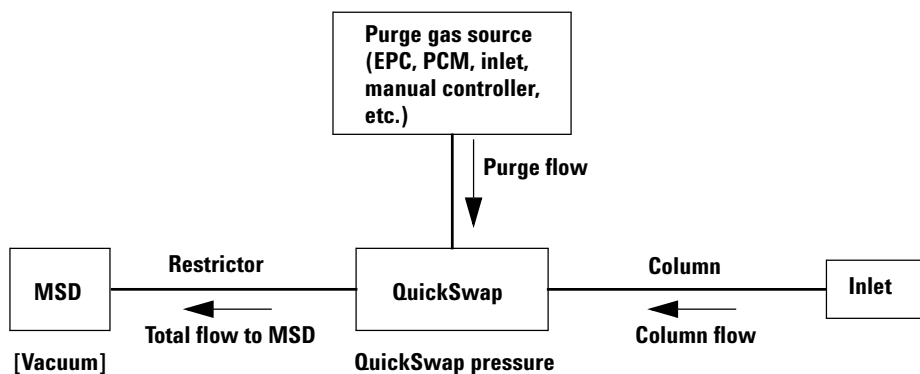 Purge gas source
(EPC, PCM, inlet,
manual controller,
etc.)
Purge flow
Restrictor
Column
MSD
QuickSwap
Inlet
Total flow to MSD
Column flow
[Vacuum]
QuickSwap pressure